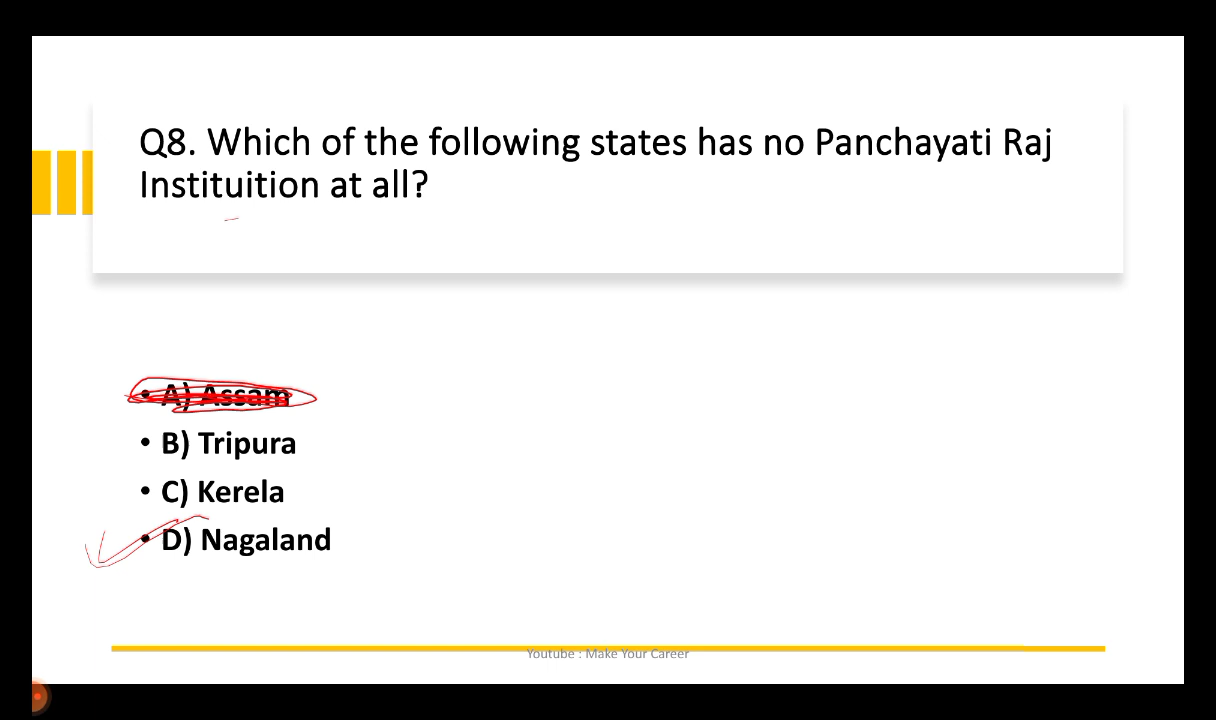 Q8. Which of the following states has no Panchayati Raj
Instituition at all?
• A) Assam
• B) Tripura
• C) Kerela
• D) Nagaland
Youtube : Make Your Career